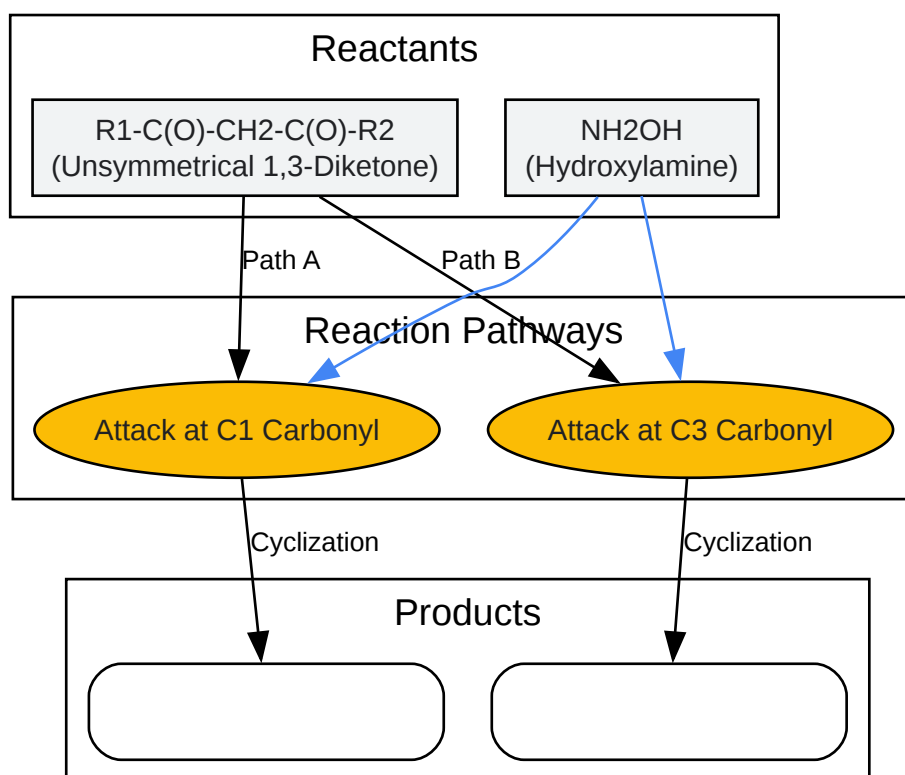 Reactants
R1-C(O)-CH2-C(O)-R2
(Unsymmetrical 1,3-Diketone)
NH2OH
(Hydroxylamine)
Path A
Path B
Reaction Pathways
Attack at C1 Carbonyl
Attack at C3 Carbonyl
Cyclization
Cyclization
Products